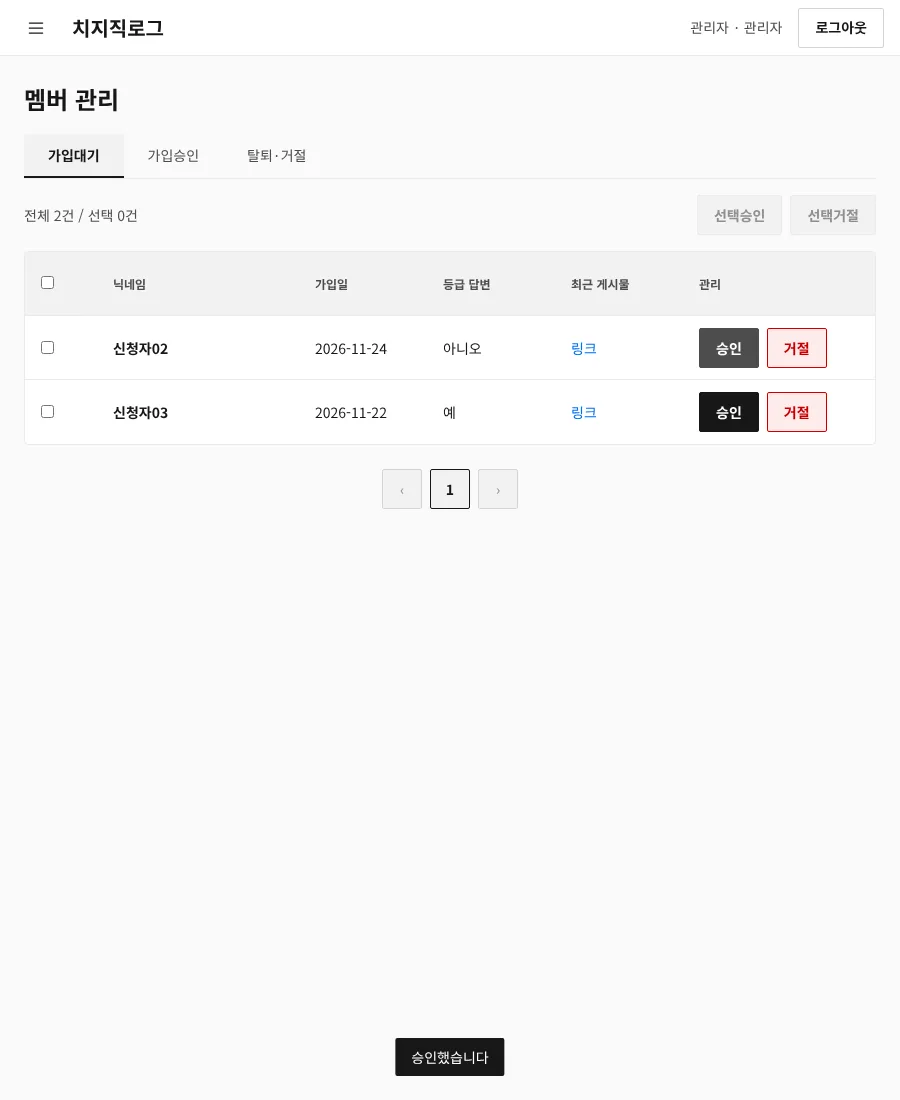 치지직로그
관리자 · 관리자
로그아웃
멤버 관리
가입대기
가입승인
탈퇴·거절
전체 2건 / 선택 0건
선택승인
선택거절
닉네임 가입일 등급 답변 최근 게시물 관리
신청자02 2026-11-24 아니오 링크 승인 거절
신청자03 2026-11-22 예 링크 승인 거절
‹ 1 ›
승인했습니다